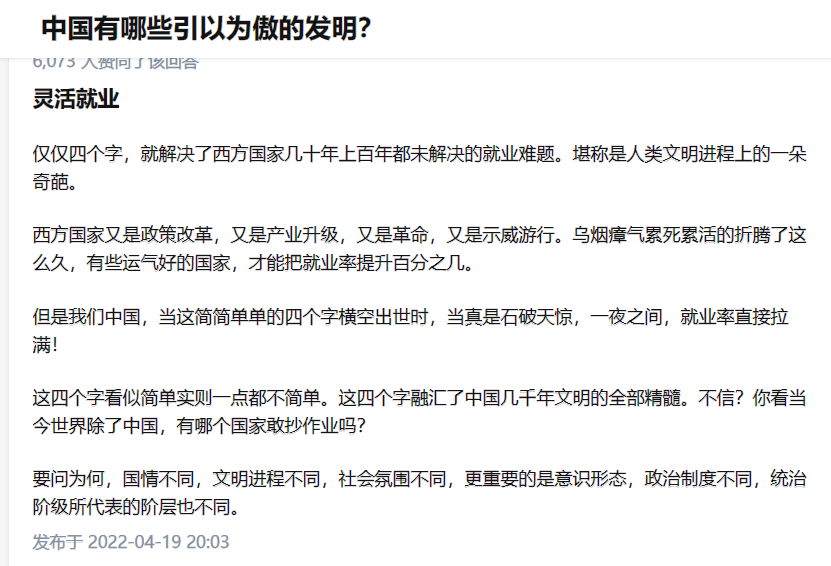 中国有哪些引以为傲的发明？
6,073 人赞同了该回答
灵活就业
仅仅四个字，就解决了西方国家几十年上百年都未解决的就业难题。堪称是人类文明进程上的一朵
奇葩。
西方国家又是政策改革，又是产业升级，又是革命，又是示威游行。乌烟瘴气累死累活的折腾了这
么久，有些运气好的国家，才能把就业率提升百分之几。
但是我们中国，当这简简单单的四个字横空出世时，当真是石破天惊，一夜之间，就业率直接拉
满！
这四个字看似简单实则一点都不简单。这四个字融汇了中国几千年文明的全部精髓。不信？你看当
今世界除了中国，有哪个国家敢抄作业吗？
要问为何，国情不同，文明进程不同，社会氛围不同，更重要的是意识形态，政治制度不同，统治
阶级所代表的阶层也不同。
发布于 2022-04-19 20:03